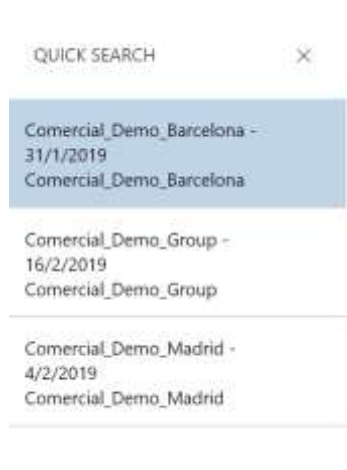 QUICK SEARCH
Comercial_Demo_Barcelona -
31/1/2019
Comercial_Demo_Barcelona
Comercial_Demo_Group -
16/2/2019
Comercial_Demo_Group
Comercial_Demo_Madrid -
4/2/2019
Comercial_Demo_Madrid